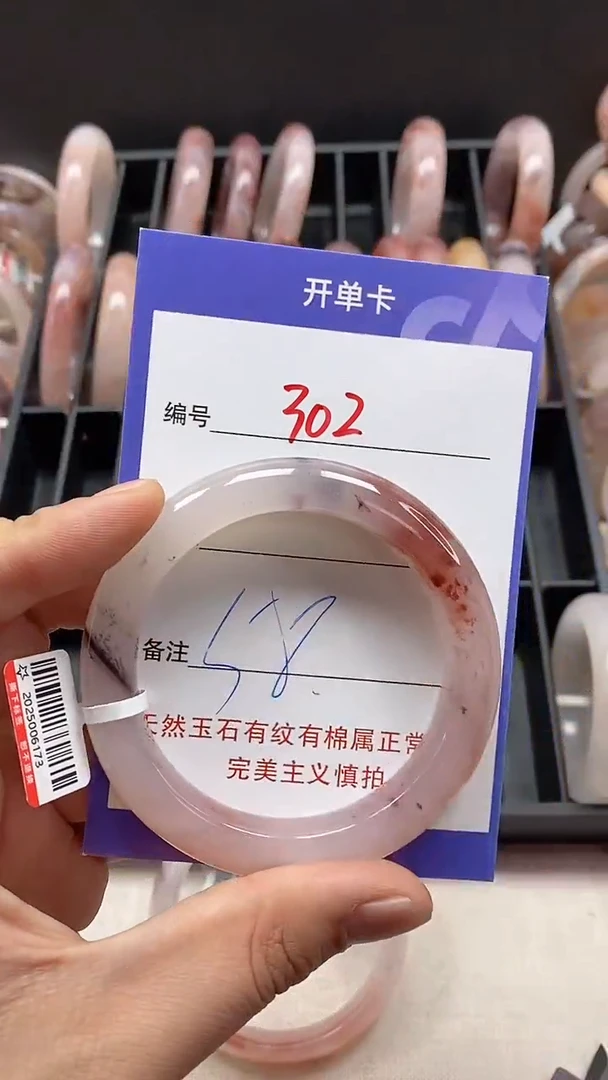 开单卡
编号 302
备注 58.
天然玉石有纹有棉属正常
完美主义慎拍
2025006173